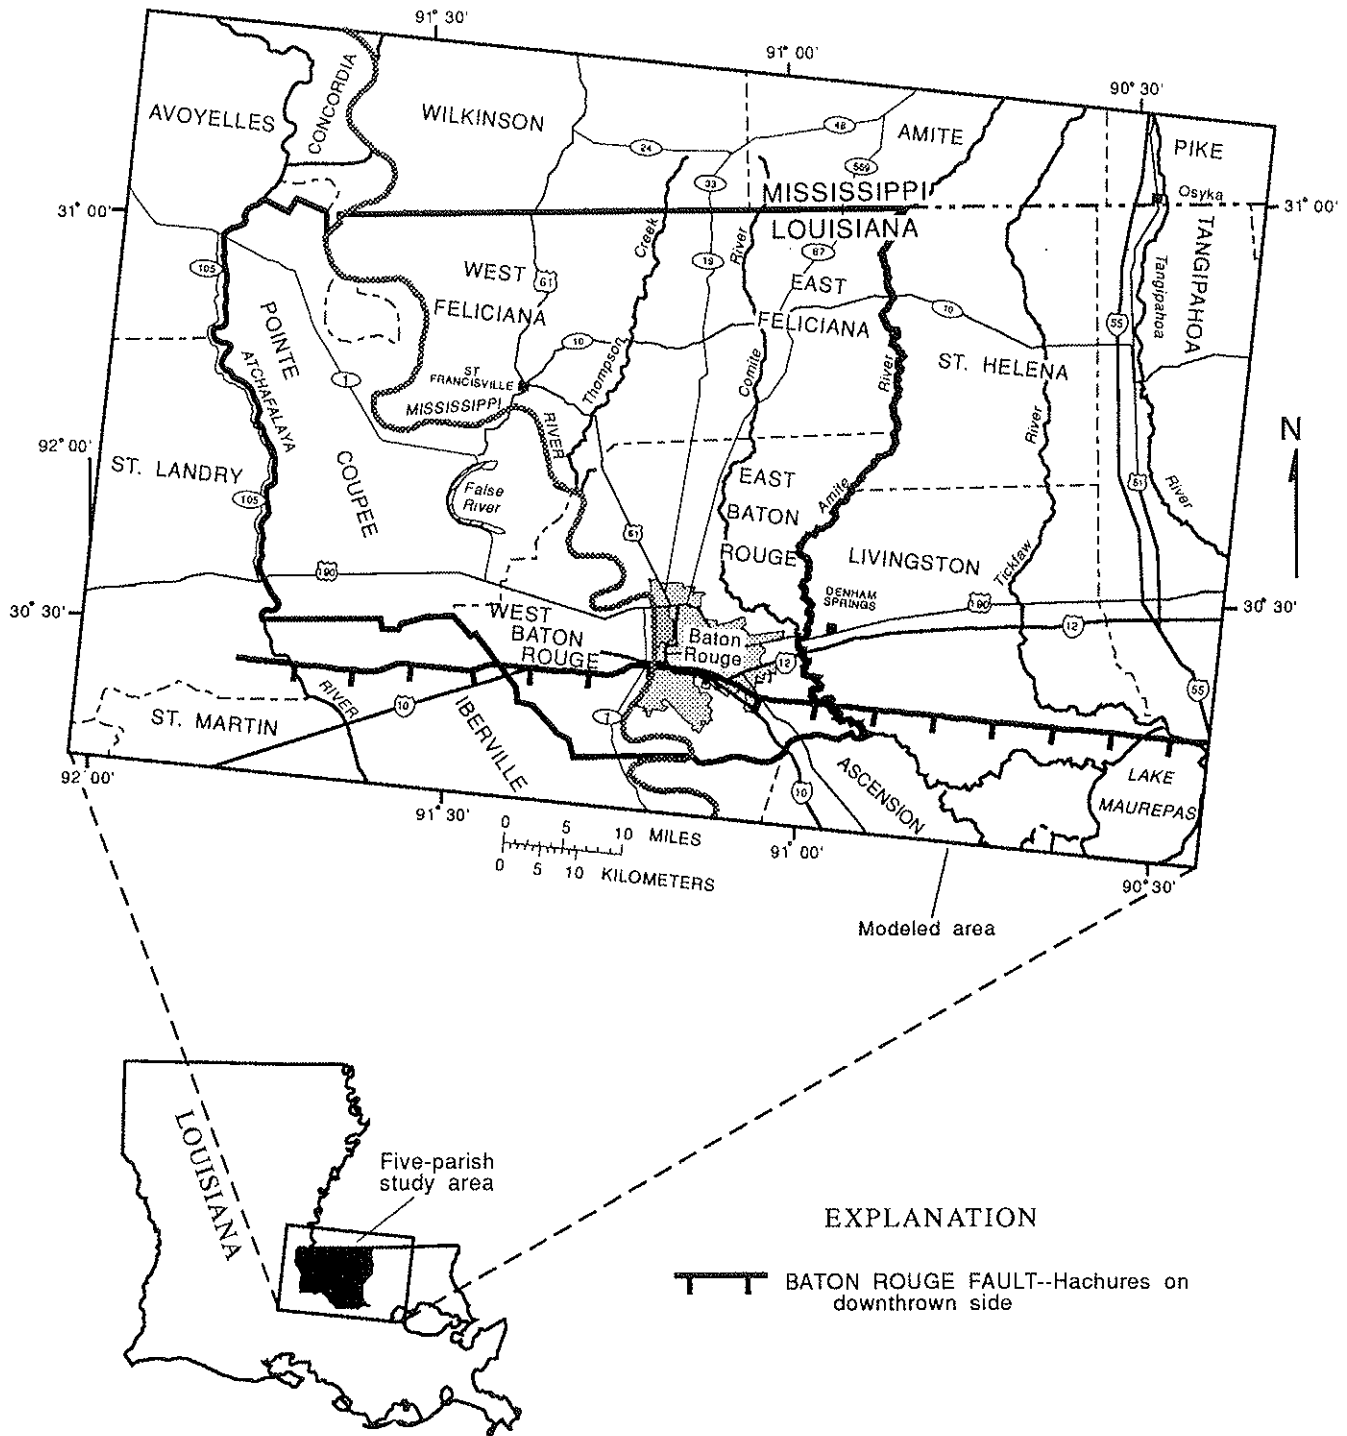 91° 30'
91° 00'
90° 30'
AVOYELLES
CONCORDIA
WILKINSON
AMITE
PIKE
24
48
33
559
Osyka
MISSISSIPPI
31° 00'
31° 00'
LOUISIANA
105
WEST
FELICIANA
61
Creek
19
River
67
EAST
FELICIANA
10
TANGIPAHOA
Tangipahoa
55
POINTE
COUPEE
ATCHAFALAYA
1
ST
FRANCISVILLE
10
Thompson
Comite
River
ST. HELENA
MISSISSIPPI
RIVER
River
N
92° 00'
ST. LANDRY
105
False
River
61
EAST
BATON
ROUGE
Amite
51
River
LIVINGSTON
Tickfaw
190
DENHAM
SPRINGS
190
30° 30'
30° 30'
WEST
BATON
ROUGE
Baton
Rouge
12
12
RIVER
10
ST. MARTIN
IBERVILLE
1
55
ASCENSION
10
LAKE
MAUREPAS
92° 00'
91° 30'
91° 00'
90° 30'
0 5 10 MILES
0 5 10 KILOMETERS
Modeled area
LOUISIANA
Five-parish
study area
EXPLANATION
BATON ROUGE FAULT--Hachures on
downthrown side